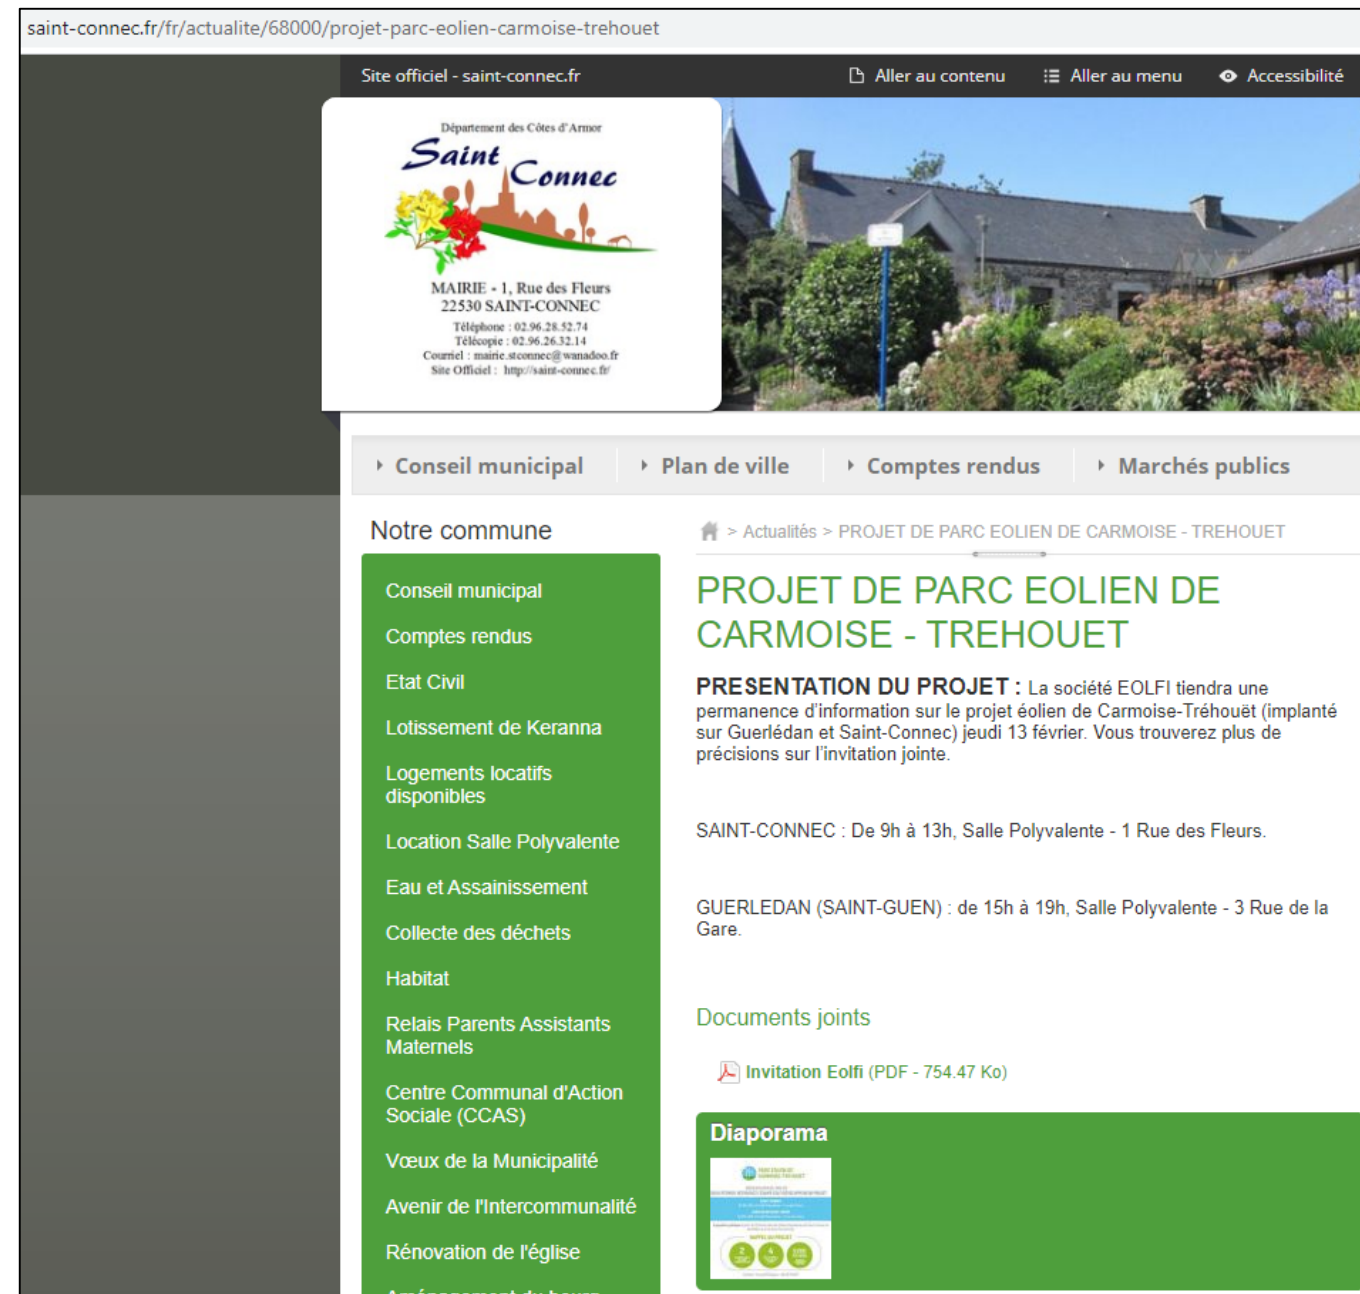 saint-connec.fr/fr/actualite/68000/projet-parc-eolien-carmoise-trehouet
Site officiel - saint-connec.fr
Aller au contenu
Aller au menu
Accessibilité
Département des Côtes d'Armor
Saint
Connec
MAIRIE - 1, Rue des Fleurs
22530 SAINT-CONNEC
Téléphone : 02.96.28.52.74
Télécopie : 02.96.26.32.14
Courriel : mairie.stconnec@wanadoo.fr
Site Officiel : http://saint-connec.fr/
Conseil municipal
Plan de ville
Comptes rendus
Marchés publics
Notre commune
Conseil municipal
Comptes rendus
Etat Civil
Lotissement de Keranna
Logements locatifs
disponibles
Location Salle Polyvalente
Eau et Assainissement
Collecte des déchets
Habitat
Relais Parents Assistants
Maternels
Centre Communal d'Action
Sociale (CCAS)
Vœux de la Municipalité
Avenir de l'Intercommunalité
Rénovation de l'église
> Actualités > PROJET DE PARC EOLIEN DE CARMOISE - TREHOUET
PROJET DE PARC EOLIEN DE
CARMOISE - TREHOUET
PRESENTATION DU PROJET : La société EOLFI tiendra une
permanence d'information sur le projet éolien de Carmoise-Tréhouët (implanté
sur Guerlédan et Saint-Connec) jeudi 13 février. Vous trouverez plus de
précisions sur l'invitation jointe.
SAINT-CONNEC : De 9h à 13h, Salle Polyvalente - 1 Rue des Fleurs.
GUERLEDAN (SAINT-GUEN) : de 15h à 19h, Salle Polyvalente - 3 Rue de la
Gare.
Documents joints
Invitation Eolfi (PDF - 754.47 Ko)
Diaporama